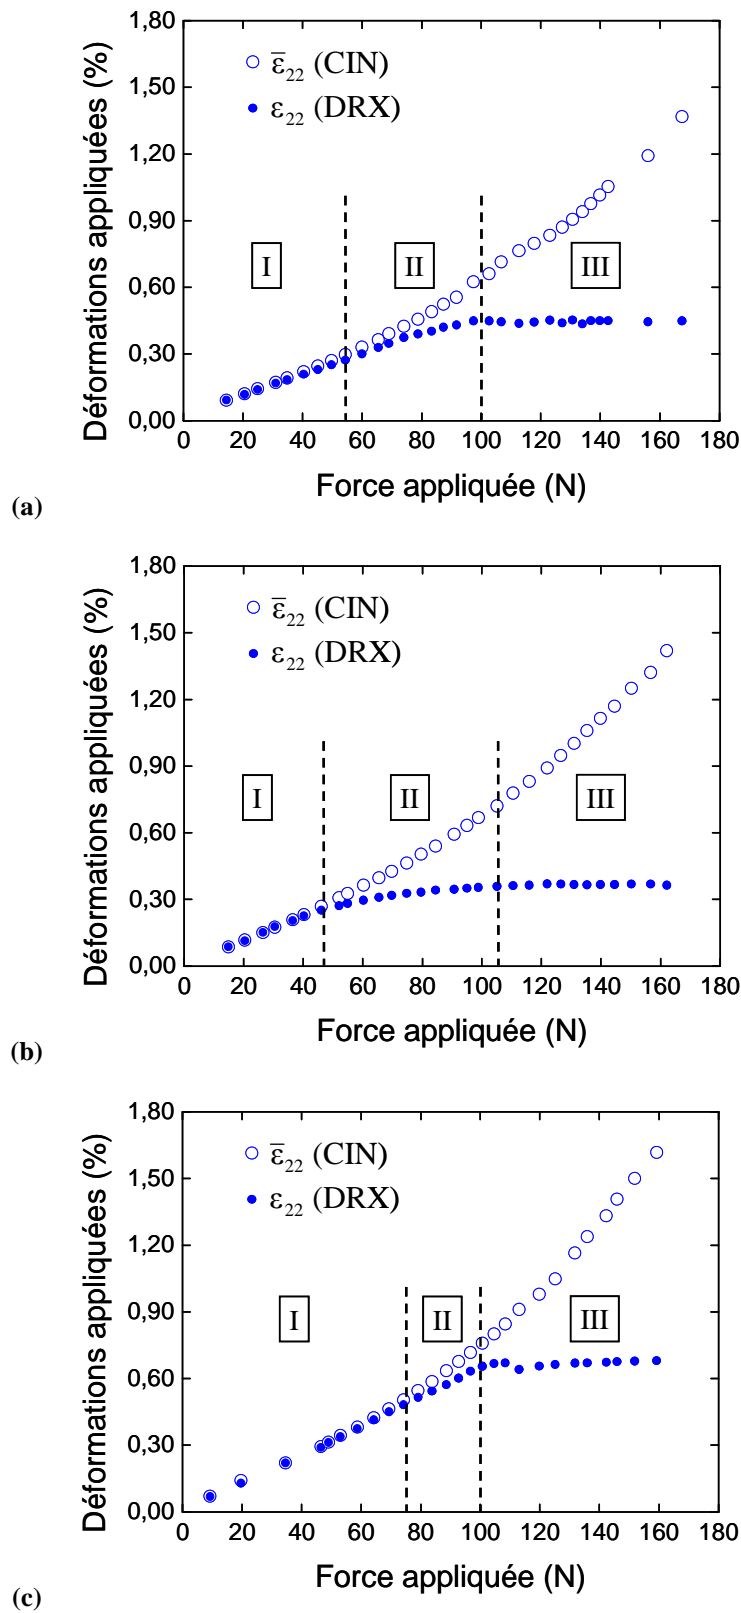 1,80
1,50
1,20
0,90
0,60
0,30
0,00
Déformations appliquées (%)
ε̅22 (CIN)
ε22 (DRX)
I
II
III
0 20 40 60 80 100 120 140 160 180
Force appliquée (N)
(a)
1,80
1,50
1,20
0,90
0,60
0,30
0,00
Déformations appliquées (%)
ε̅22 (CIN)
ε22 (DRX)
I
II
III
0 20 40 60 80 100 120 140 160 180
Force appliquée (N)
(b)
1,80
1,50
1,20
0,90
0,60
0,30
0,00
Déformations appliquées (%)
ε̅22 (CIN)
ε22 (DRX)
I
II
III
0 20 40 60 80 100 120 140 160 180
Force appliquée (N)
(c)